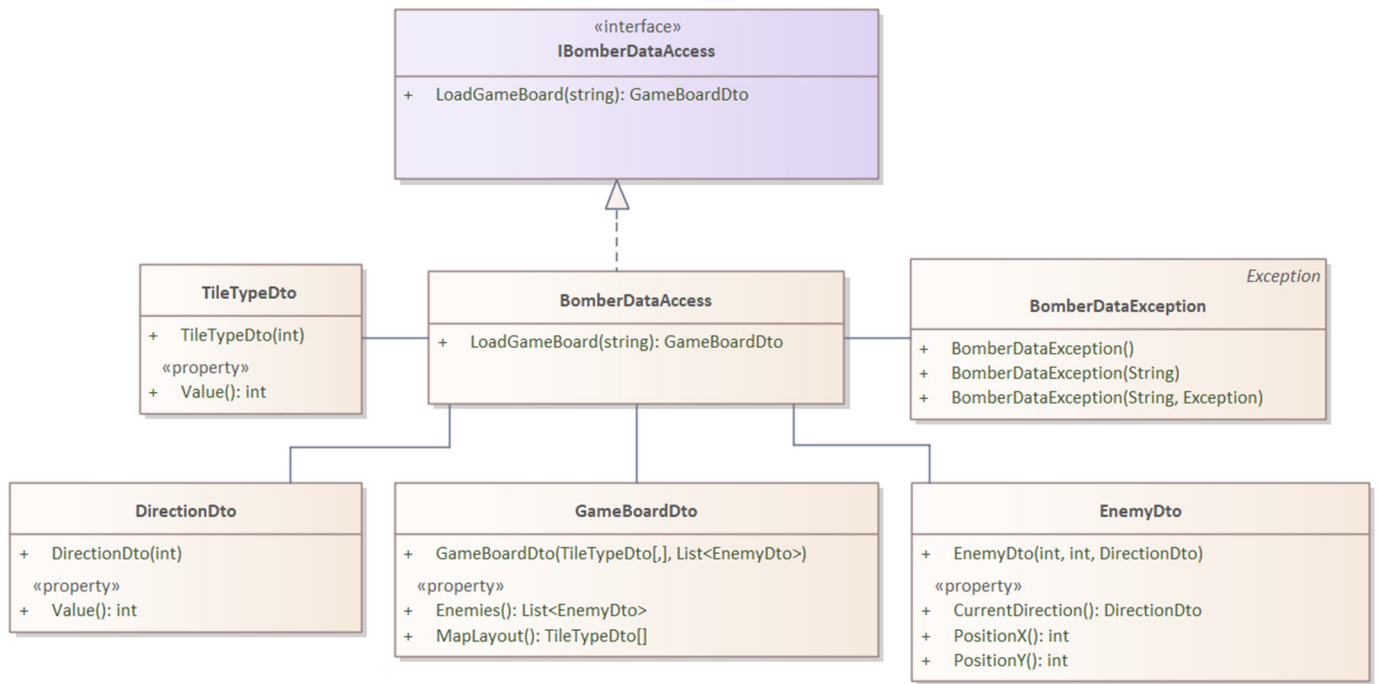 «interface»
IBomberDataAccess
+ LoadGameBoard(string): GameBoardDto
TileTypeDto
+ TileTypeDto(int)
«property»
+ Value(): int
BomberDataAccess
+ LoadGameBoard(string): GameBoardDto
Exception
BomberDataException
+ BomberDataException()
+ BomberDataException(String)
+ BomberDataException(String, Exception)
DirectionDto
+ DirectionDto(int)
«property»
+ Value(): int
GameBoardDto
+ GameBoardDto(TileTypeDto[,], List<EnemyDto>)
«property»
+ Enemies(): List<EnemyDto>
+ MapLayout(): TileTypeDto[]
EnemyDto
+ EnemyDto(int, int, DirectionDto)
«property»
+ CurrentDirection(): DirectionDto
+ PositionX(): int
+ PositionY(): int